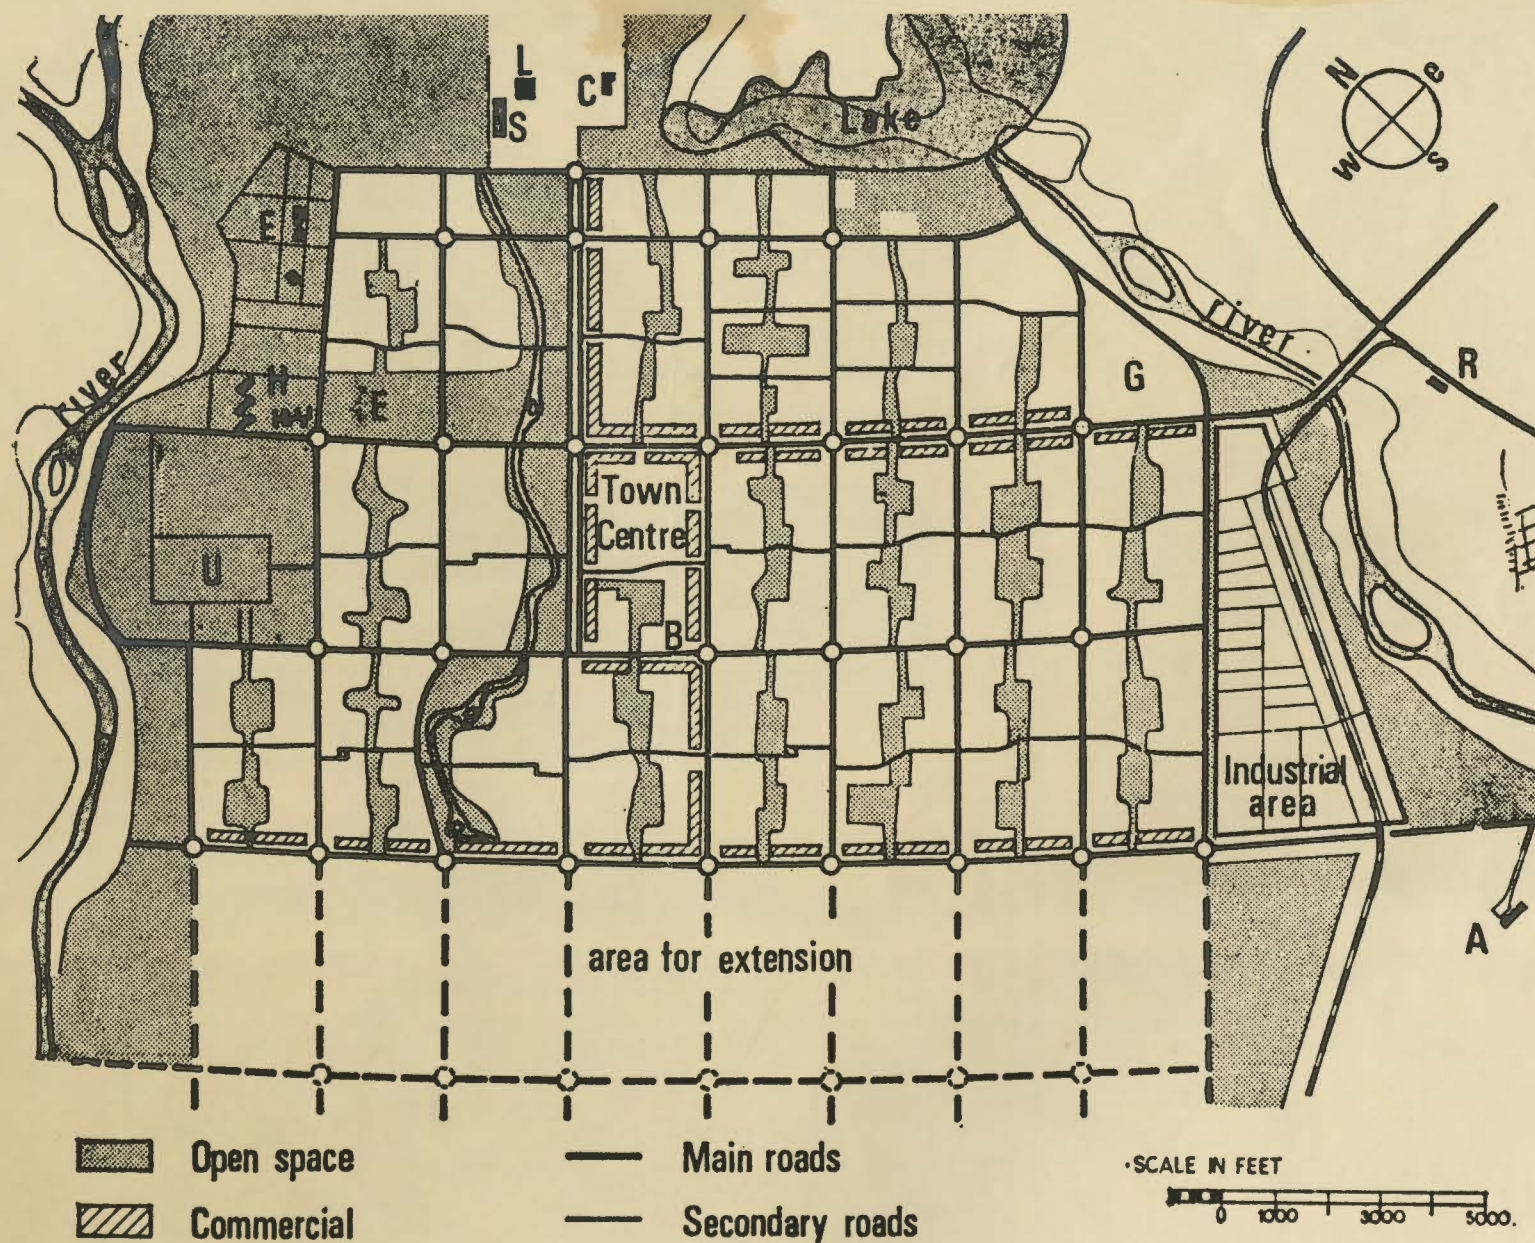 L
S
C
Lake
N
e
W
S
E
river
river
R
H
E
G
Town
Centre
U
B
Industrial
area
A
area for extension
Open space
Main roads
SCALE IN FEET
Commercial
Secondary roads
0 1000 3000 5000.